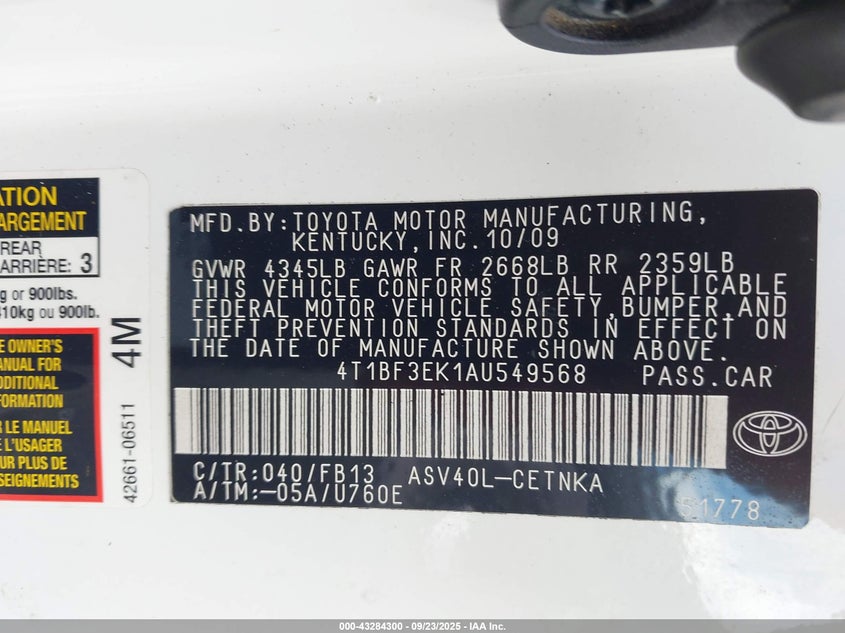 ATION
ARGEMENT
REAR
ARRIÈRE: 3
g or 900lbs.
410kg ou 900lb.
E OWNER'S
ANUAL FOR
DDITIONAL
FORMATION
R LE MANUEL
E L'USAGER
UR PLUS DE
SEIGNEMENTS
4M
42661-06511
MFD.BY:TOYOTA MOTOR MANUFACTURING,
KENTUCKY,INC.10/09
GVWR 4345LB GAWR FR 2668LB RR 2359LB
THIS VEHICLE CONFORMS TO ALL APPLICABLE
FEDERAL MOTOR VEHICLE SAFETY,BUMPER,AND
THEFT PREVENTION STANDARDS IN EFFECT ON
THE DATE OF MANUFACTURE SHOWN ABOVE.
4T1BF3EK1AU549568 PASS.CAR
C/TR:040/FB13 ASV40L-CETNKA
A/TM:-05A/U760E
51778
000-43284300 - 09/23/2025 - IAA Inc.